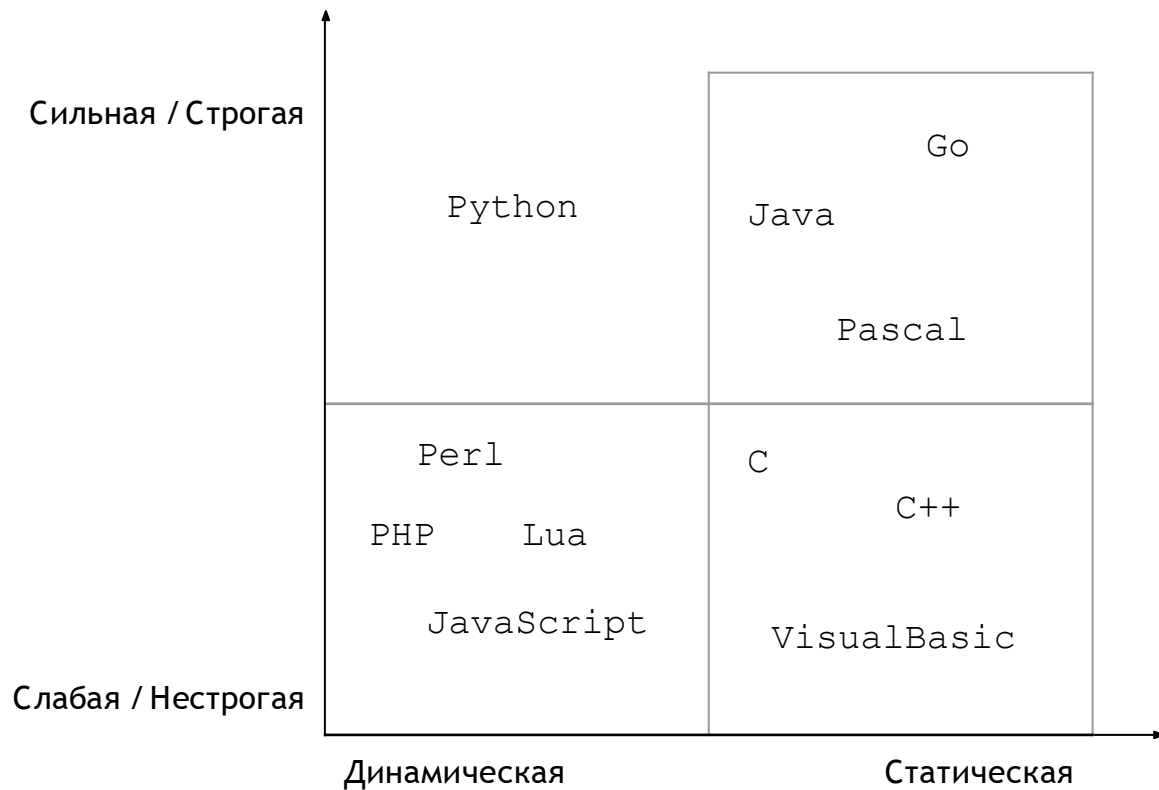 Сильная / Строгая
Go
Python
Java
Pascal
Perl
C
C++
PHP
Lua
JavaScript
VisualBasic
Слабая / Нестрогая
Динамическая
Статическая